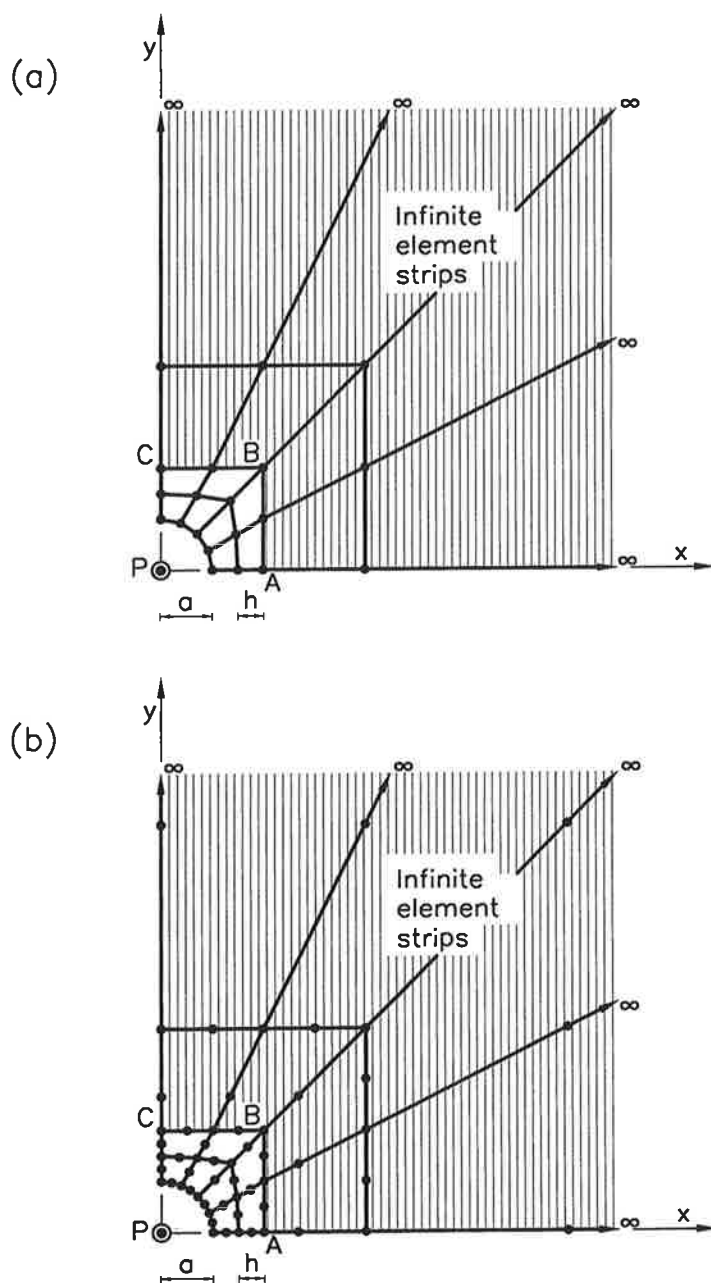 (a)
y
∞ ∞ ∞
Infinite
element
strips
∞
C B
P A ∞ x
a h
(b)
y
∞ ∞ ∞
Infinite
element
strips
∞
C B
P A ∞ x
a h